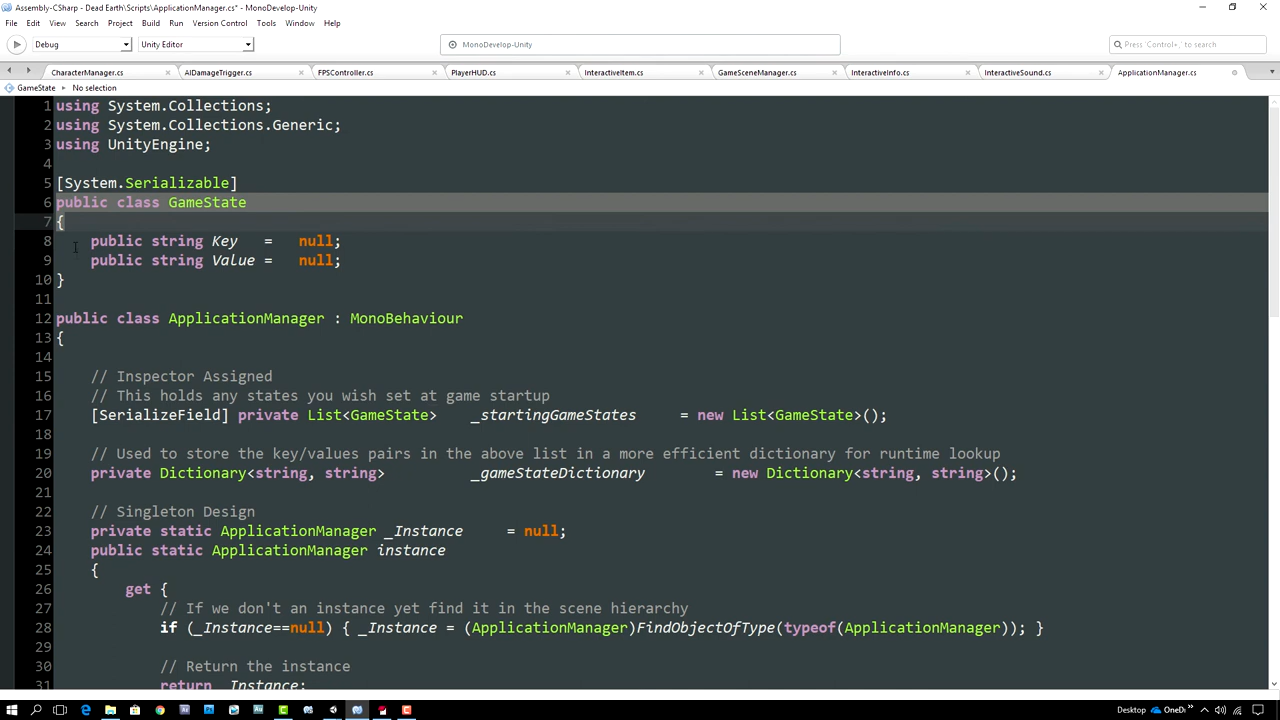 Assembly-CSharp - Dead Earth\Scripts\ApplicationManager.cs* - MonoDevelop-Unity
File Edit View Search Project Build Run Version Control Tools Window Help
Debug Unity Editor MonoDevelop-Unity Press 'Control+,' to search
CharacterManager.cs AIDamageTrigger.cs FPSController.cs PlayerHUD.cs InteractiveItem.cs GameSceneManager.cs InteractiveInfo.cs InteractiveSound.cs ApplicationManager.cs
GameState No selection
1 using System.Collections;
2 using System.Collections.Generic;
3 using UnityEngine;
4
5 [System.Serializable]
6 public class GameState
7 {
8 public string Key = null;
9 public string Value = null;
10 }
11
12 public class ApplicationManager : MonoBehaviour
13 {
14
15 // Inspector Assigned
16 // This holds any states you wish set at game startup
17 [SerializeField] private List<GameState> _startingGameStates = new List<GameState>();
18
19 // Used to store the key/values pairs in the above list in a more efficient dictionary for runtime lookup
20 private Dictionary<string, string> _gameStateDictionary = new Dictionary<string, string>();
21
22 // Singleton Design
23 private static ApplicationManager _Instance = null;
24 public static ApplicationManager instance
25 {
26 get {
27 // If we don't an instance yet find it in the scene hierarchy
28 if (_Instance==null) { _Instance = (ApplicationManager)FindObjectOfType(typeof(ApplicationManager)); }
29
30 // Return the instance
31 return _Instance;
Desktop OneDr